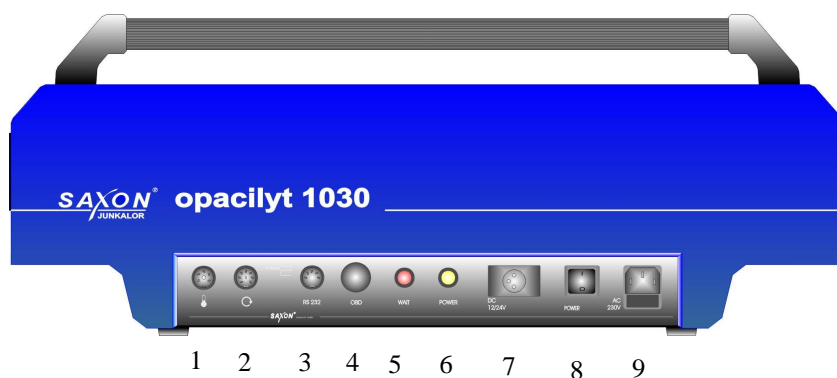 SAXON® opacilyt 1030
JUNKALOR
RS 232 OBD WAIT POWER DC 12/24V POWER AC 230V
SAXON
1 2 3 4 5 6 7 8 9